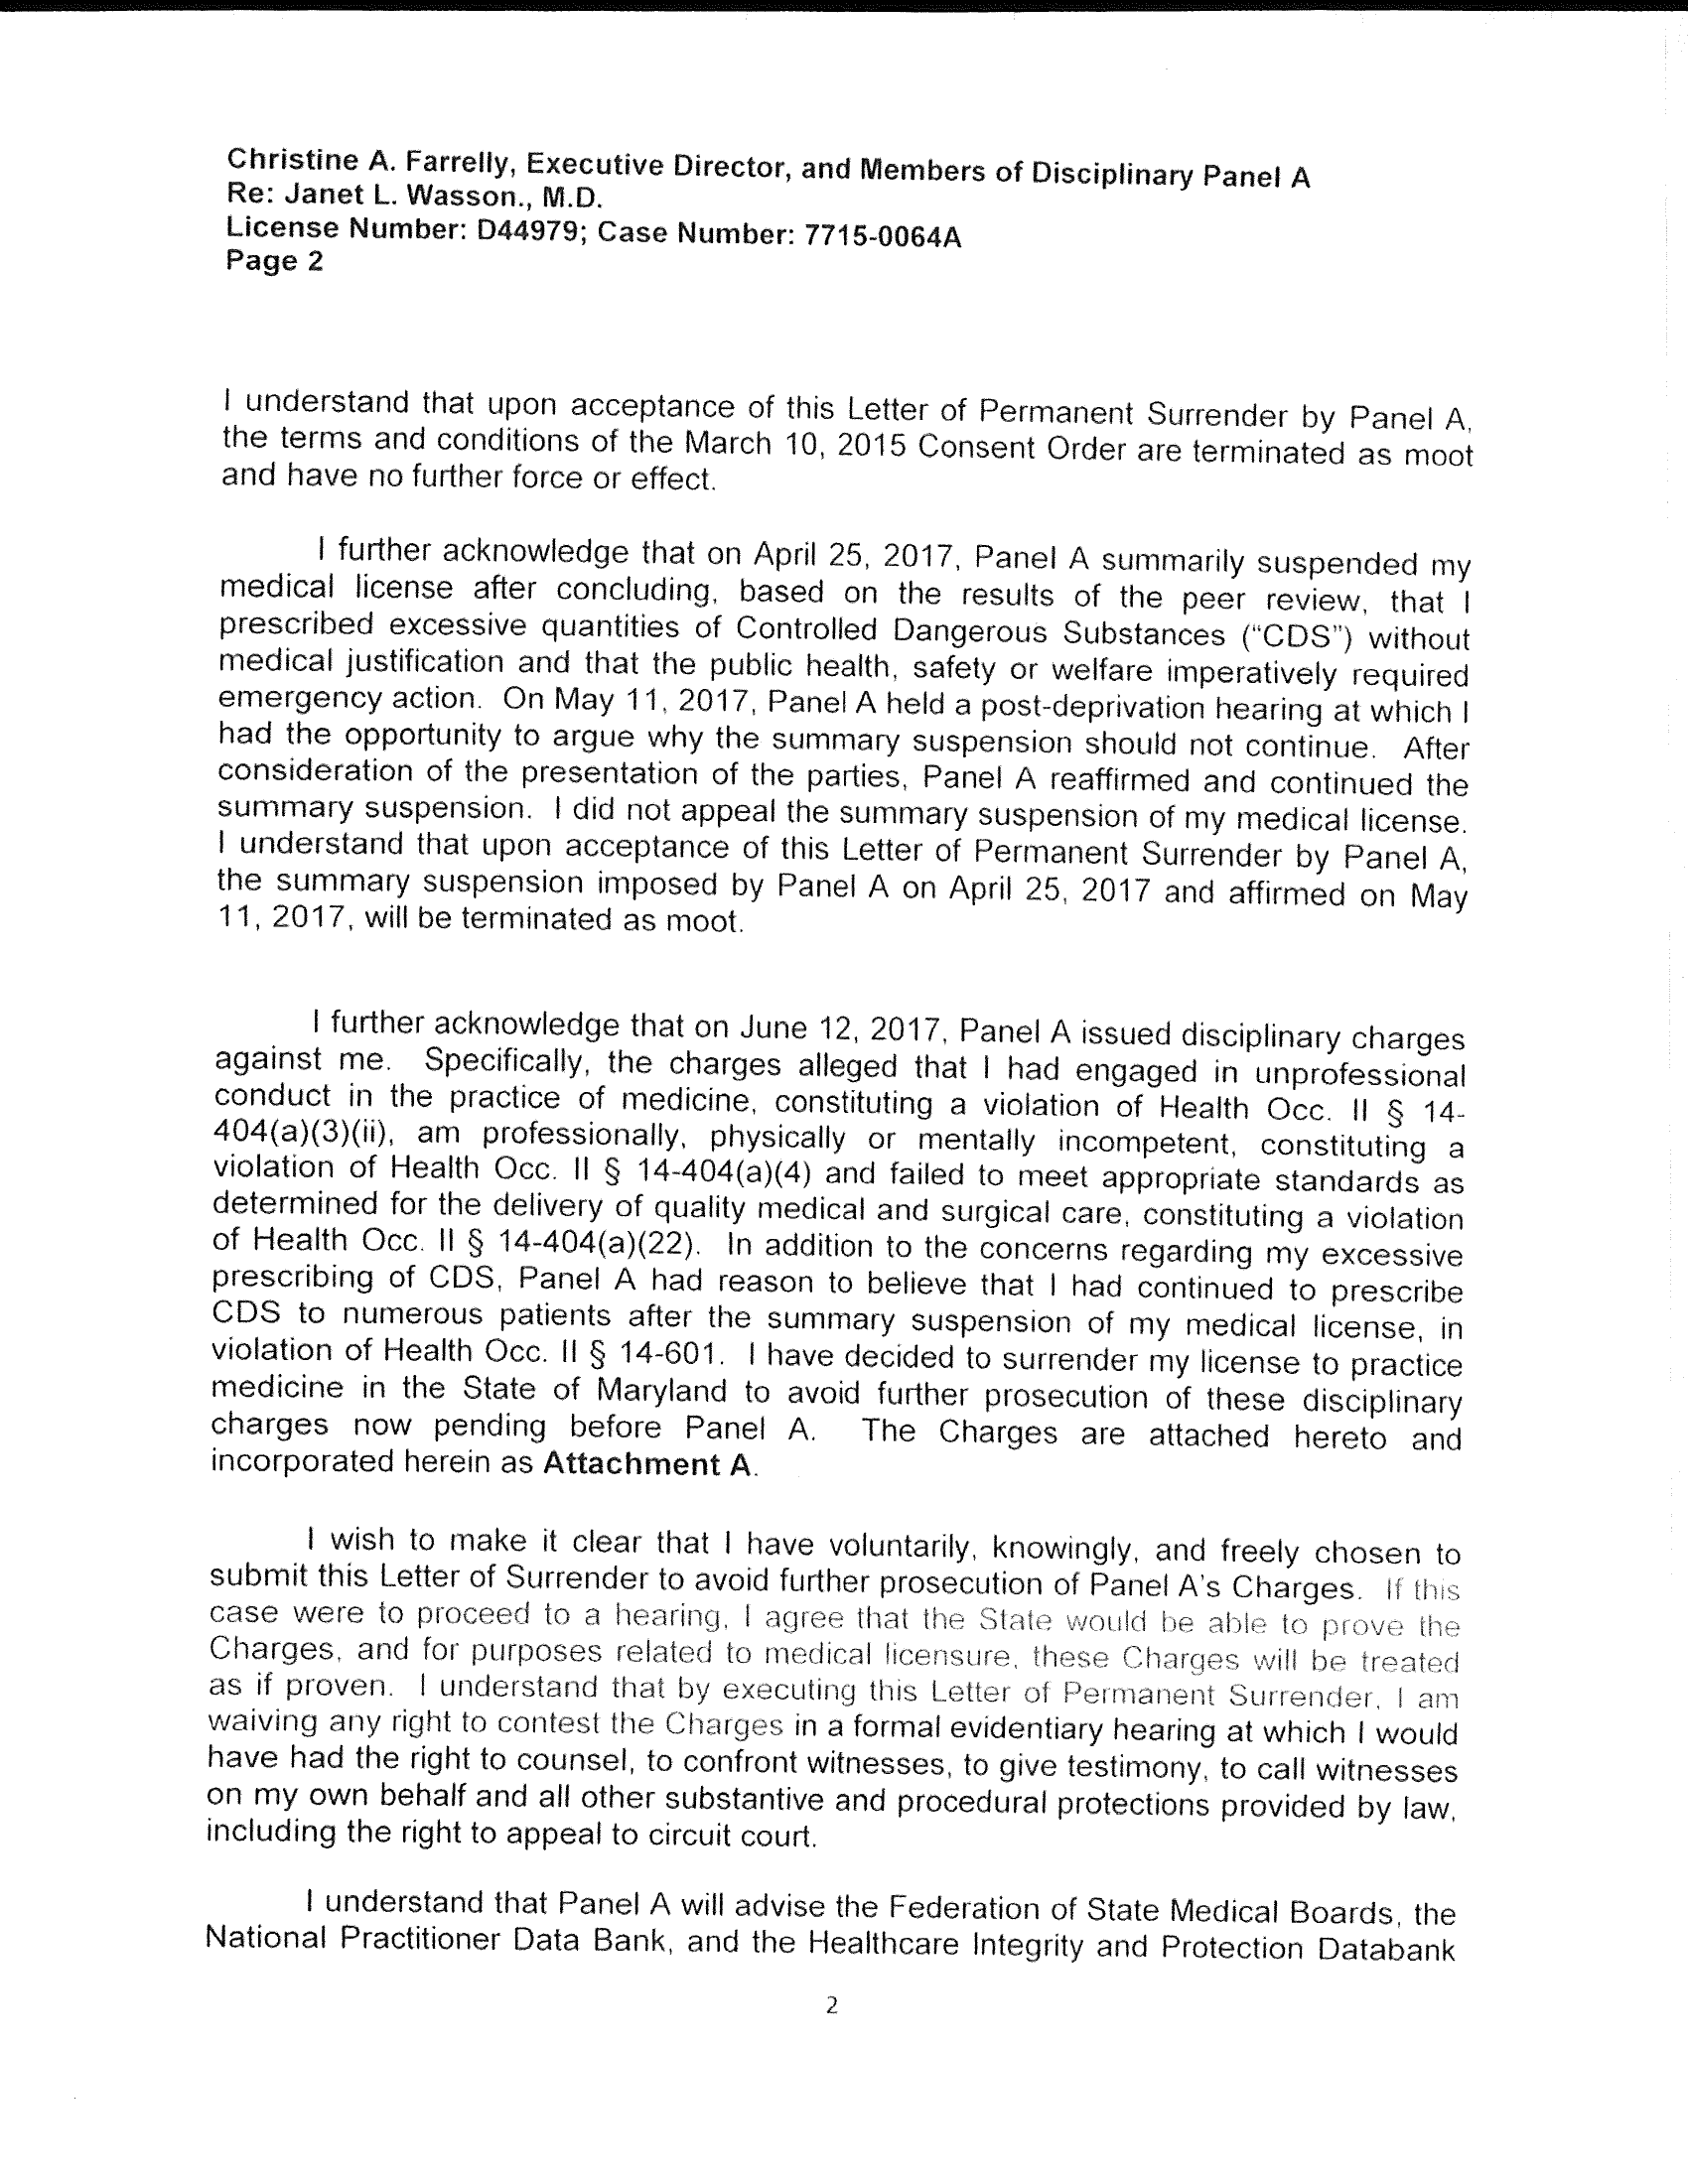 Christine A. Farrelly, Executive Director, and Members of Disciplinary Panel A
Re: Janet L. Wasson., M.D.
License Number: D44979; Case Number: 7715-0064A
Page 2
I understand that upon acceptance of this Letter of Permanent Surrender by Panel A,
the terms and conditions of the March 10, 2015 Consent Order are terminated as moot
and have no further force or effect.
I further acknowledge that on April 25, 2017, Panel A summarily suspended my
medical license after concluding, based on the results of the peer review, that I
prescribed excessive quantities of Controlled Dangerous Substances (“CDS”) without
medical justification and that the public health, safety or welfare imperatively required
emergency action. On May 11, 2017, Panel A held a post-deprivation hearing at which I
had the opportunity to argue why the summary suspension should not continue. After
consideration of the presentation of the parties, Panel A reaffirmed and continued the
summary suspension. I did not appeal the summary suspension of my medical license.
I understand that upon acceptance of this Letter of Permanent Surrender by Panel A,
the summary suspension imposed by Panel A on April 25, 2017 and affirmed on May
11, 2017, will be terminated as moot.
I further acknowledge that on June 12, 2017, Panel A issued disciplinary charges
against me. Specifically, the charges alleged that I had engaged in unprofessional
conduct in the practice of medicine, constituting a violation of Health Occ. II § 14-
404(a)(3)(ii), am professionally, physically or mentally incompetent, constituting a
violation of Health Occ. II § 14-404(a)(4) and failed to meet appropriate standards as
determined for the delivery of quality medical and surgical care, constituting a violation
of Health Occ. II § 14-404(a)(22). In addition to the concerns regarding my excessive
prescribing of CDS, Panel A had reason to believe that I had continued to prescribe
CDS to numerous patients after the summary suspension of my medical license, in
violation of Health Occ. II § 14-601. I have decided to surrender my license to practice
medicine in the State of Maryland to avoid further prosecution of these disciplinary
charges now pending before Panel A. The Charges are attached hereto and
incorporated herein as Attachment A.
I wish to make it clear that I have voluntarily, knowingly, and freely chosen to
submit this Letter of Surrender to avoid further prosecution of Panel A's Charges. If this
case were to proceed to a hearing, I agree that the State would be able to prove the
Charges, and for purposes related to medical licensure, these Charges will be treated
as if proven. I understand that by executing this Letter of Permanent Surrender, I am
waiving any right to contest the Charges in a formal evidentiary hearing at which I would
have had the right to counsel, to confront witnesses, to give testimony, to call witnesses
on my own behalf and all other substantive and procedural protections provided by law,
including the right to appeal to circuit court.
I understand that Panel A will advise the Federation of State Medical Boards, the
National Practitioner Data Bank, and the Healthcare Integrity and Protection Databank
2